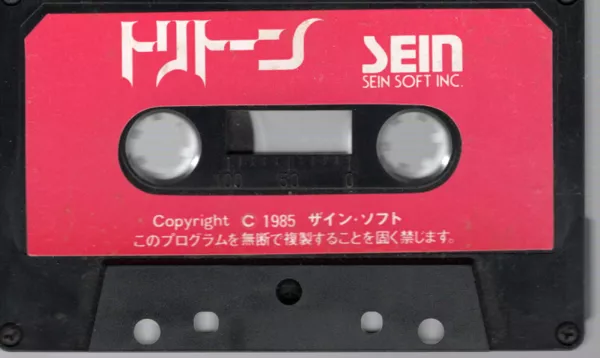 トリトーン
SEIN
SEIN SOFT INC.
100 50 0
Copyright C 1985 ザイン・ソフト
このプログラムを無断で複製することを固く禁じます。